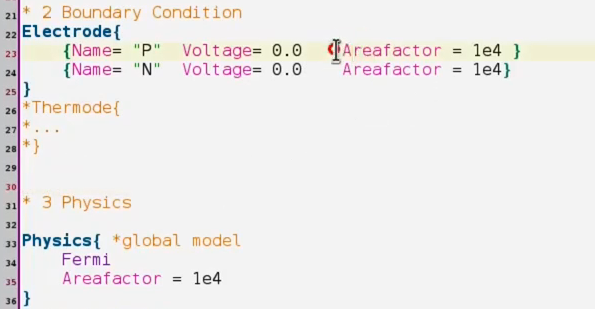 21 * 2 Boundary Condition
22 Electrode{
23 {Name= "P" Voltage= 0.0 Areafactor = 1e4 }
24 {Name= "N" Voltage= 0.0 Areafactor = 1e4}
25 }
26 *Thermode{
27 *...
28 *}
29
30
31 * 3 Physics
32
33 Physics{ *global model
34 Fermi
35 Areafactor = 1e4
36 }